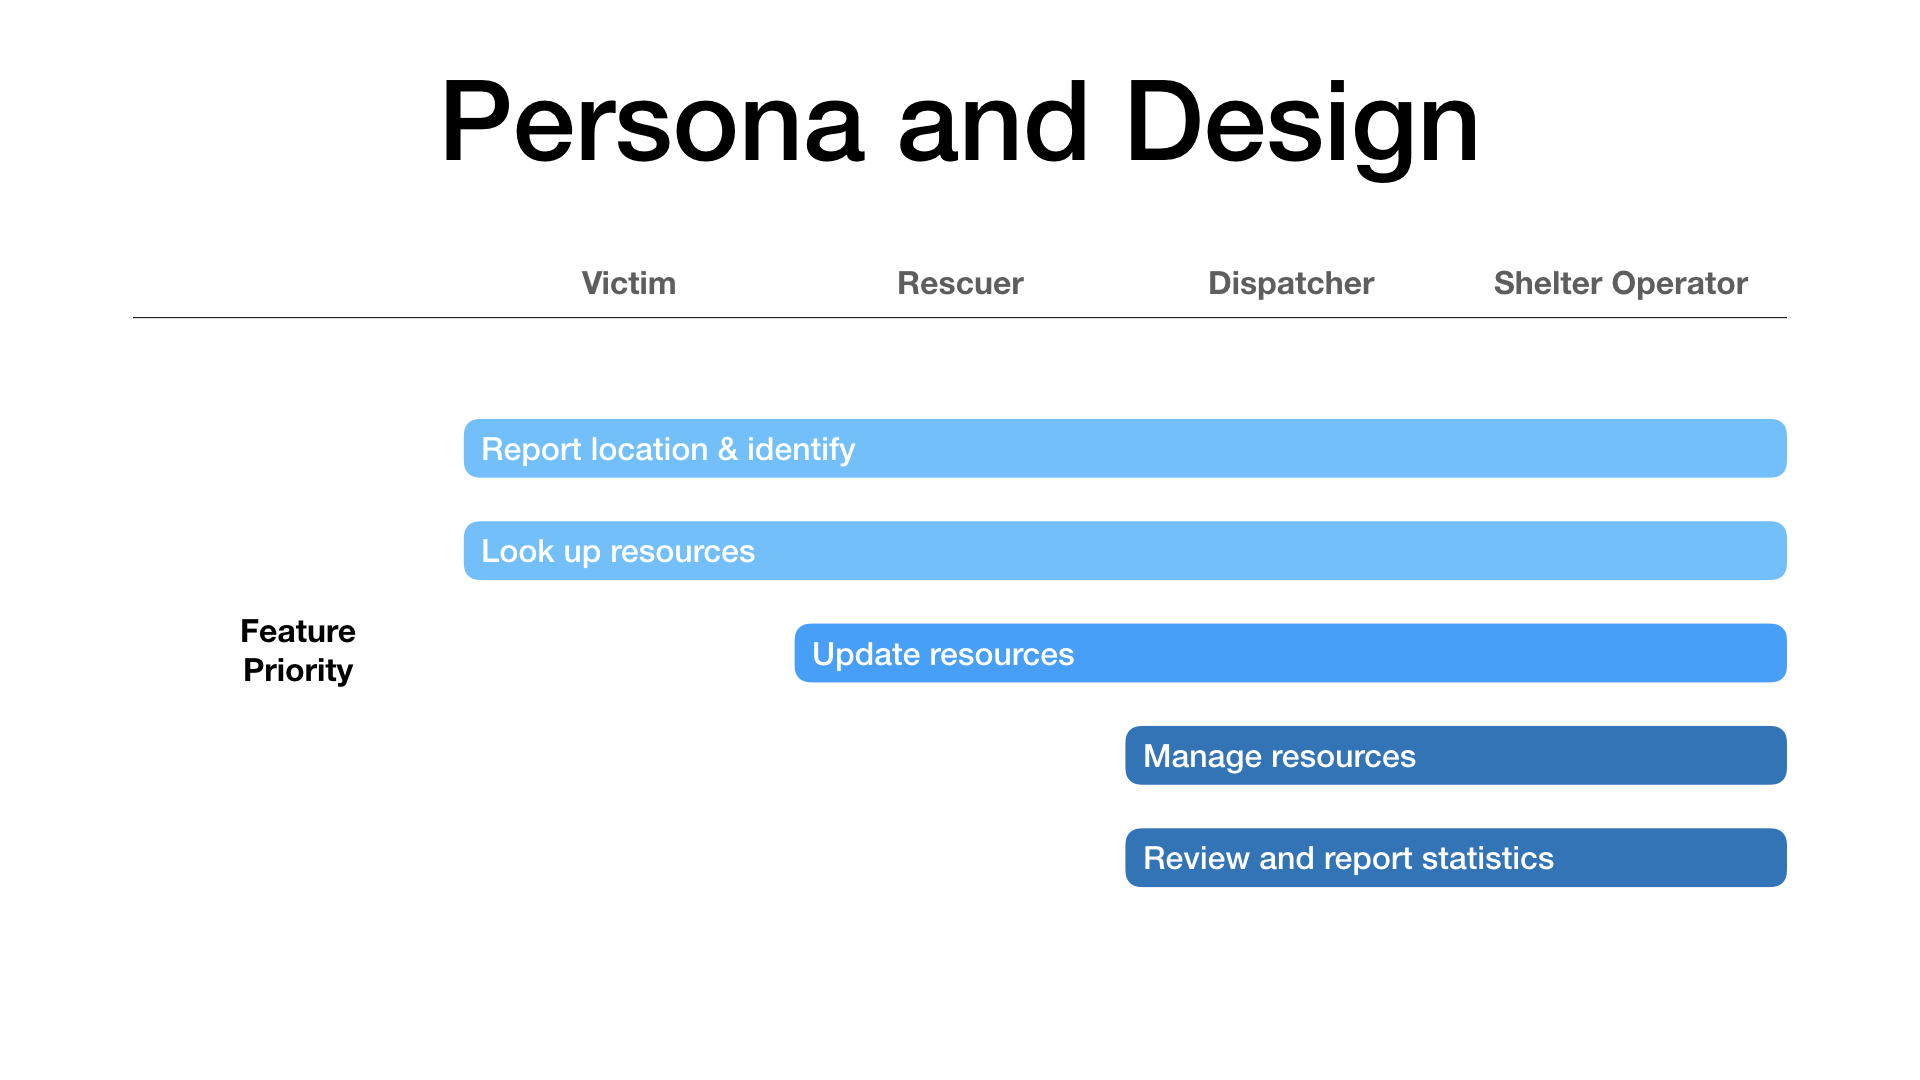 Persona and Design
Victim Rescuer Dispatcher Shelter Operator
Report location & identify
Look up resources
Feature
Priority
Update resources
Manage resources
Review and report statistics